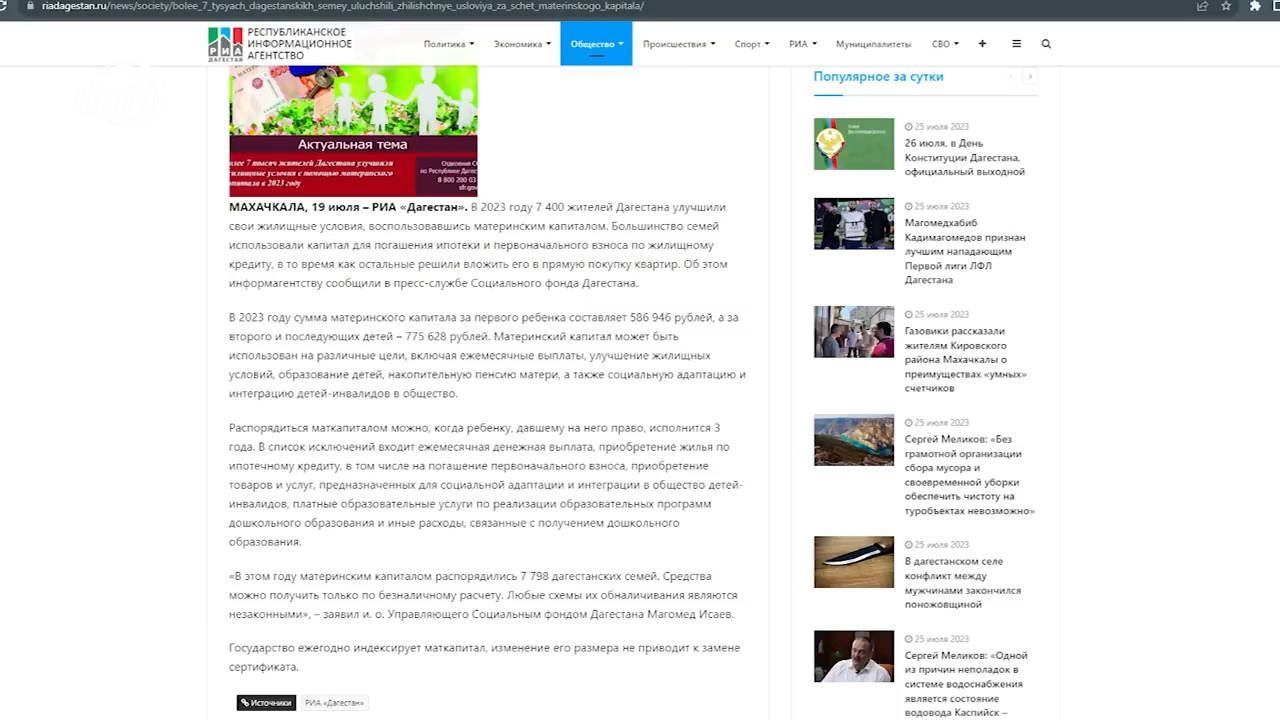 riadagestan.ru/news/society/bolee_7_tysyach_dagestanskikh_semey_uluchshili_zhilishchnye_usloviya_za_schet_materinskogo_kapitala/
РЕСПУБЛИКАНСКОЕ
ИНФОРМАЦИОННОЕ
АГЕНТСТВО
РИА
ДАГЕСТАН
Политика
Экономика
Общество
Происшествия
Спорт
РИА
Муниципалитеты
СВО
Актуальная тема
олее 7 тысяч жителей Дагестана улучшили
илищные условия с помощью материнского
апитала в 2023 году
Отделения С
по Республике Дагес
8 800 200 03
sfr.gov
МАХАЧКАЛА, 19 июля – РИА «Дагестан». В 2023 году 7 400 жителей Дагестана улучшили
свои жилищные условия, воспользовавшись материнским капиталом. Большинство семей
использовали капитал для погашения ипотеки и первоначального взноса по жилищному
кредиту, в то время как остальные решили вложить его в прямую покупку квартир. Об этом
информагентству сообщили в пресс-службе Социального фонда Дагестана.
В 2023 году сумма материнского капитала за первого ребенка составляет 586 946 рублей, а за
второго и последующих детей – 775 628 рублей. Материнский капитал может быть
использован на различные цели, включая ежемесячные выплаты, улучшение жилищных
условий, образование детей, накопительную пенсию матери, а также социальную адаптацию и
интеграцию детей-инвалидов в общество.
Распорядиться маткапиталом можно, когда ребенку, давшему на него право, исполнится 3
года. В список исключений входит ежемесячная денежная выплата, приобретение жилья по
ипотечному кредиту, в том числе на погашение первоначального взноса, приобретение
товаров и услуг, предназначенных для социальной адаптации и интеграции в общество детей-
инвалидов, платные образовательные услуги по реализации образовательных программ
дошкольного образования и иные расходы, связанные с получением дошкольного
образования.
«В этом году материнским капиталом распорядились 7 798 дагестанских семей. Средства
можно получить только по безналичному расчету. Любые схемы их обналичивания являются
незаконными», – заявил и. о. Управляющего Социальным фондом Дагестана Магомед Исаев.
Государство ежегодно индексирует маткапитал, изменение его размера не приводит к замене
сертификата.
Источники
РИА «Дагестан»
Популярное за сутки
25 июля 2023
26 июля, в День
Конституции Дагестана,
официальный выходной
25 июля 2023
Магомедхабиб
Кадимагомедов признан
лучшим нападающим
Первой лиги ЛФЛ
Дагестана
25 июля 2023
Газовики рассказали
жителям Кировского
района Махачкалы о
преимуществах «умных»
счетчиков
25 июля 2023
Сергей Меликов: «Без
грамотной организации
сбора мусора и
своевременной уборки
обеспечить чистоту на
туробъектах невозможно»
25 июля 2023
В дагестанском селе
конфликт между
мужчинами закончился
поножовщиной
25 июля 2023
Сергей Меликов: «Одной
из причин неполадок в
системе водоснабжения
является состояние
водовода Каспийск –